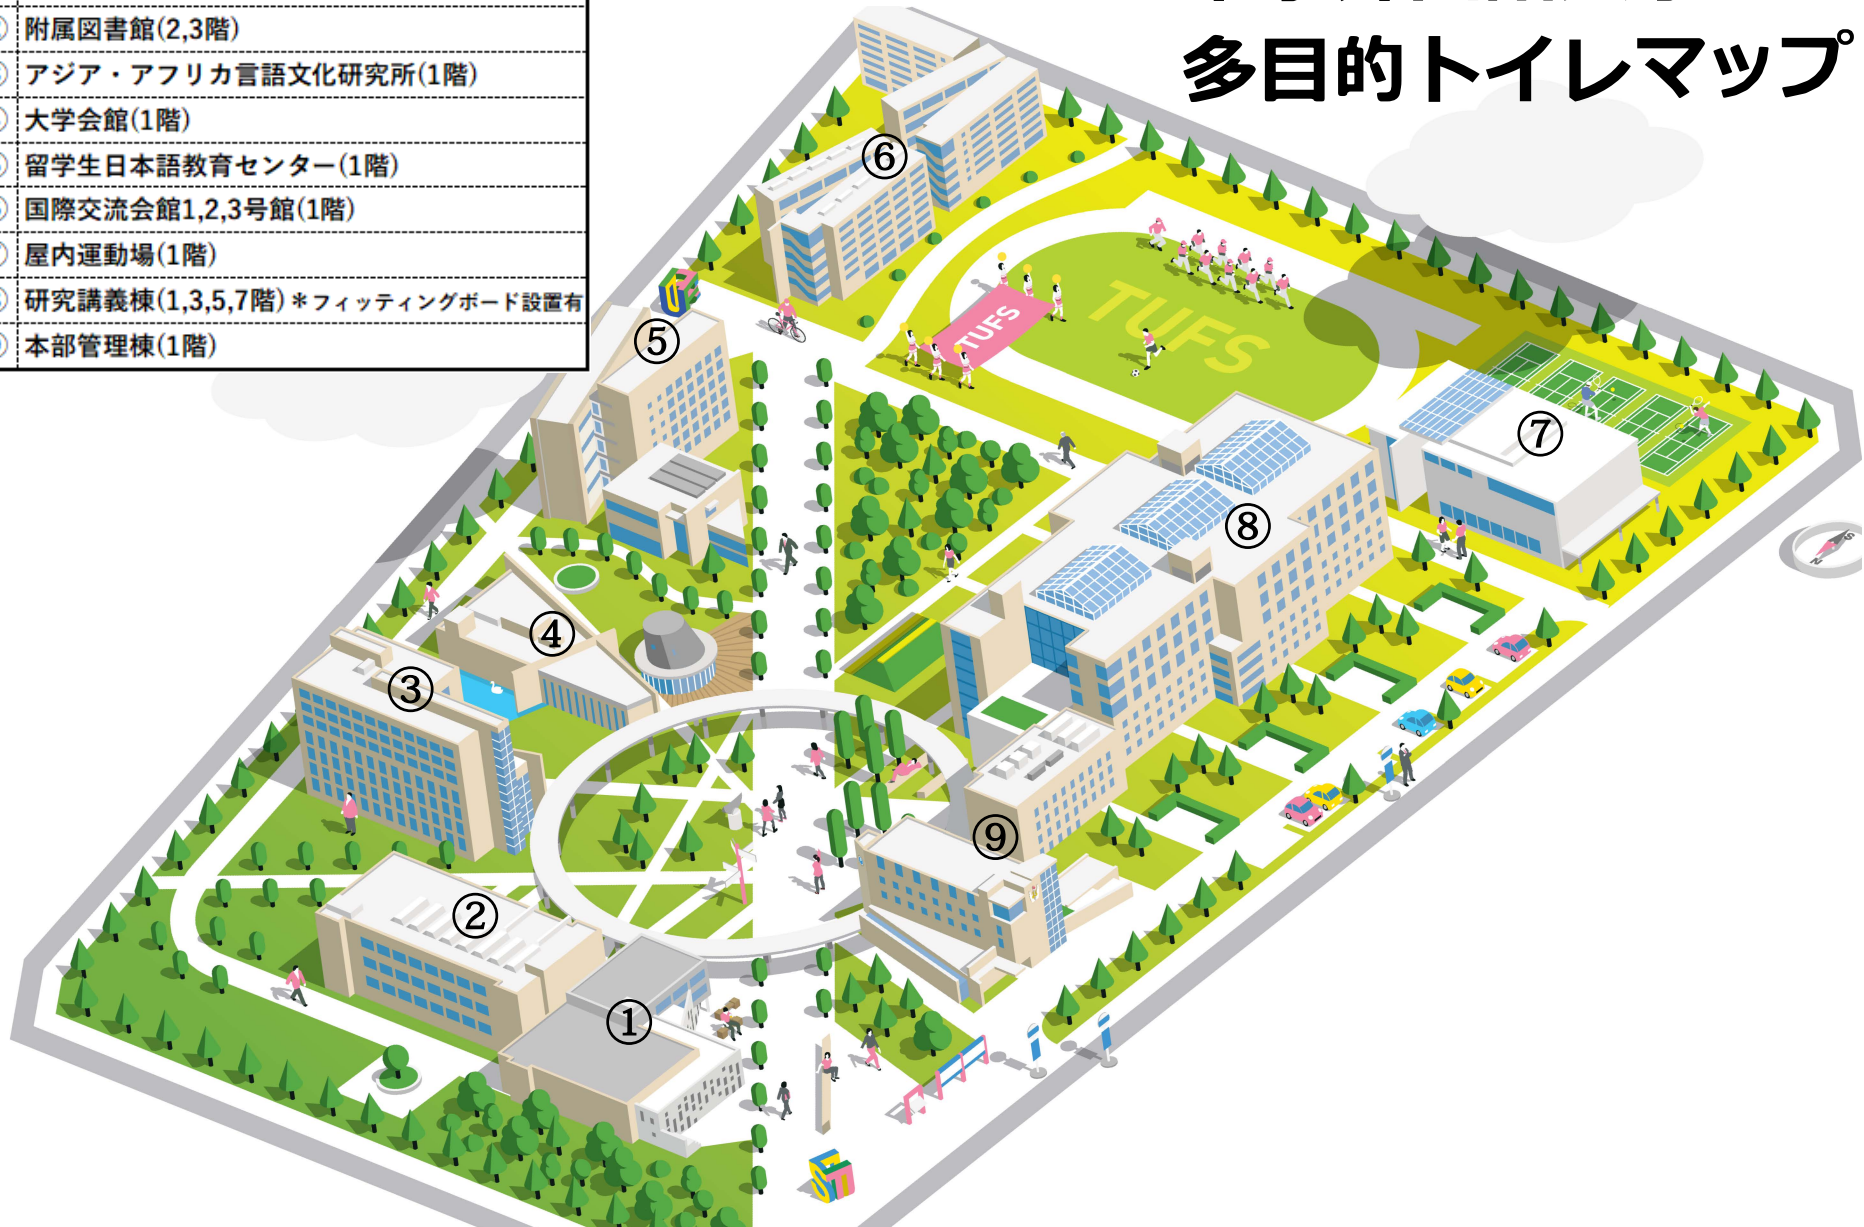 附属図書館(2,3階)
アジア・アフリカ言語文化研究所(1階)
大学会館(1階)
留学生日本語教育センター(1階)
国際交流会館1,2,3号館(1階)
屋内運動場(1階)
研究講義棟(1,3,5,7階)＊フィッティングボード設置有
本部管理棟(1階)
多目的トイレマップ
⑥
TUFS
TUFS
⑤
⑦
⑧
④
③
⑨
②
①
S
N